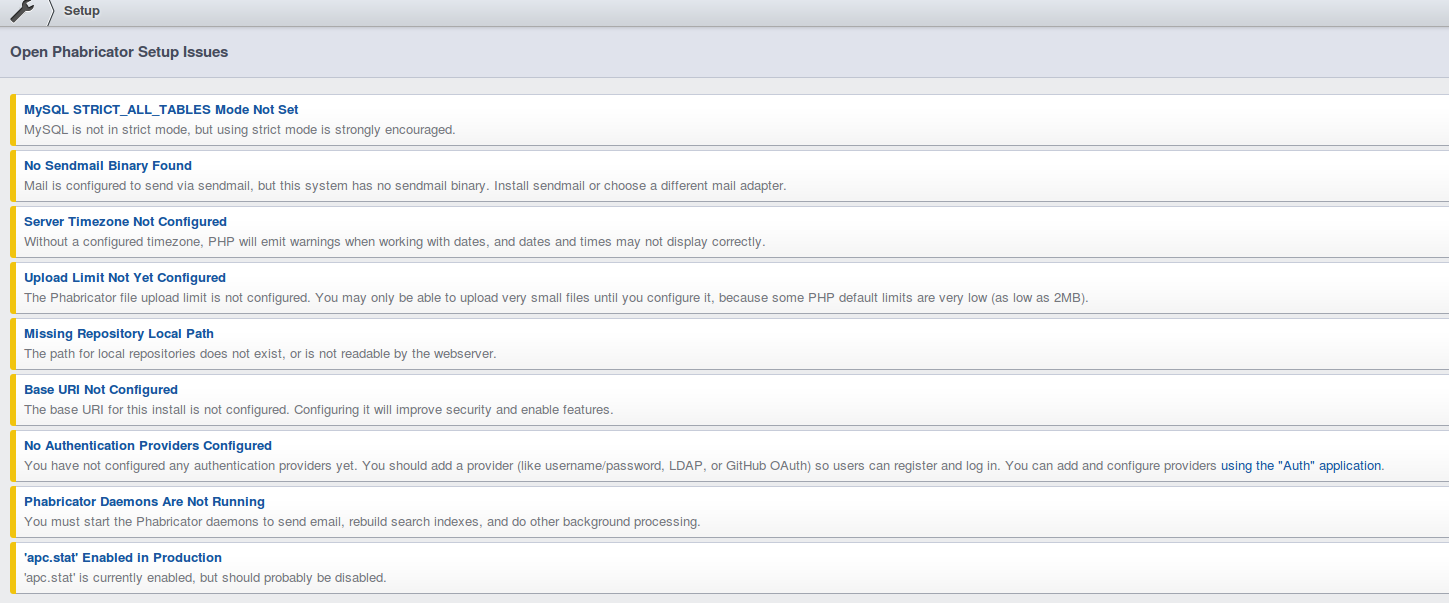 Setup
Open Phabricator Setup Issues
MySQL STRICT_ALL_TABLES Mode Not Set
MySQL is not in strict mode, but using strict mode is strongly encouraged.
No Sendmail Binary Found
Mail is configured to send via sendmail, but this system has no sendmail binary. Install sendmail or choose a different mail adapter.
Server Timezone Not Configured
Without a configured timezone, PHP will emit warnings when working with dates, and dates and times may not display correctly.
Upload Limit Not Yet Configured
The Phabricator file upload limit is not configured. You may only be able to upload very small files until you configure it, because some PHP default limits are very low (as low as 2MB).
Missing Repository Local Path
The path for local repositories does not exist, or is not readable by the webserver.
Base URI Not Configured
The base URI for this install is not configured. Configuring it will improve security and enable features.
No Authentication Providers Configured
You have not configured any authentication providers yet. You should add a provider (like username/password, LDAP, or GitHub OAuth) so users can register and log in. You can add and configure providers using the "Auth" application.
Phabricator Daemons Are Not Running
You must start the Phabricator daemons to send email, rebuild search indexes, and do other background processing.
'apc.stat' Enabled in Production
'apc.stat' is currently enabled, but should probably be disabled.